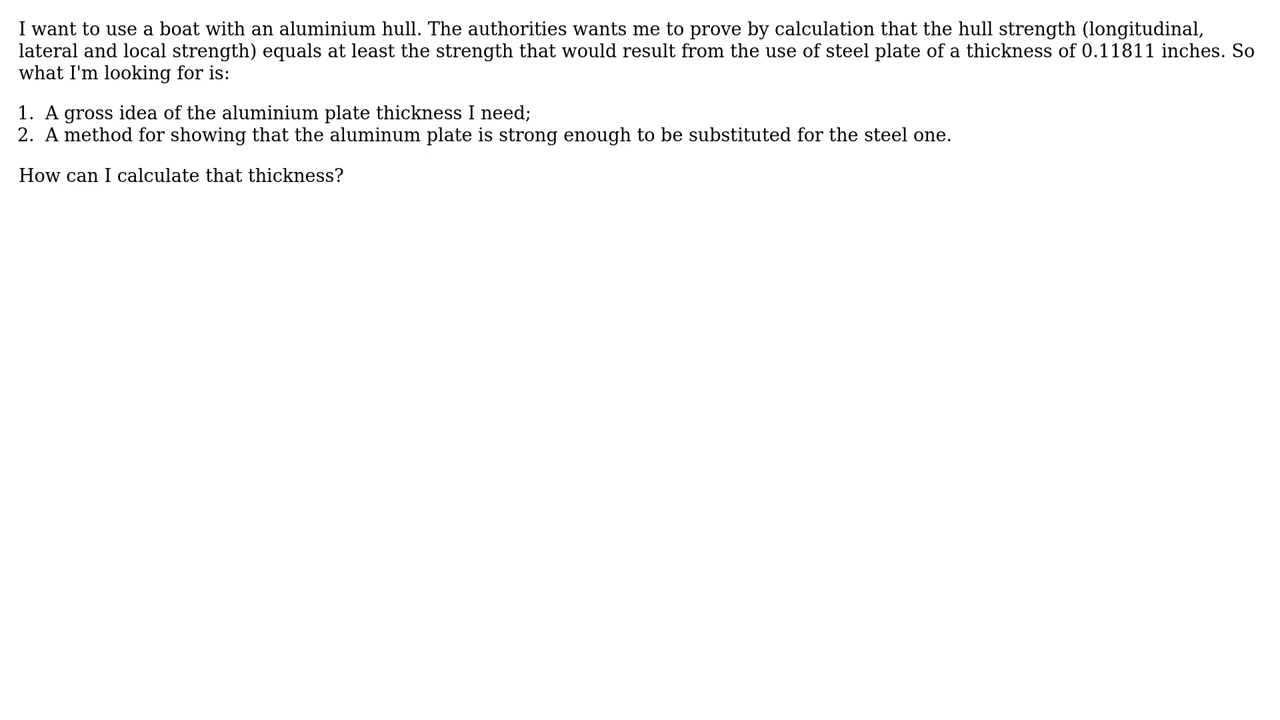 I want to use a boat with an aluminium hull. The authorities wants me to prove by calculation that the hull strength (longitudinal,
lateral and local strength) equals at least the strength that would result from the use of steel plate of a thickness of 0.11811 inches. So
what I'm looking for is:
1. A gross idea of the aluminium plate thickness I need;
2. A method for showing that the aluminum plate is strong enough to be substituted for the steel one.
How can I calculate that thickness?